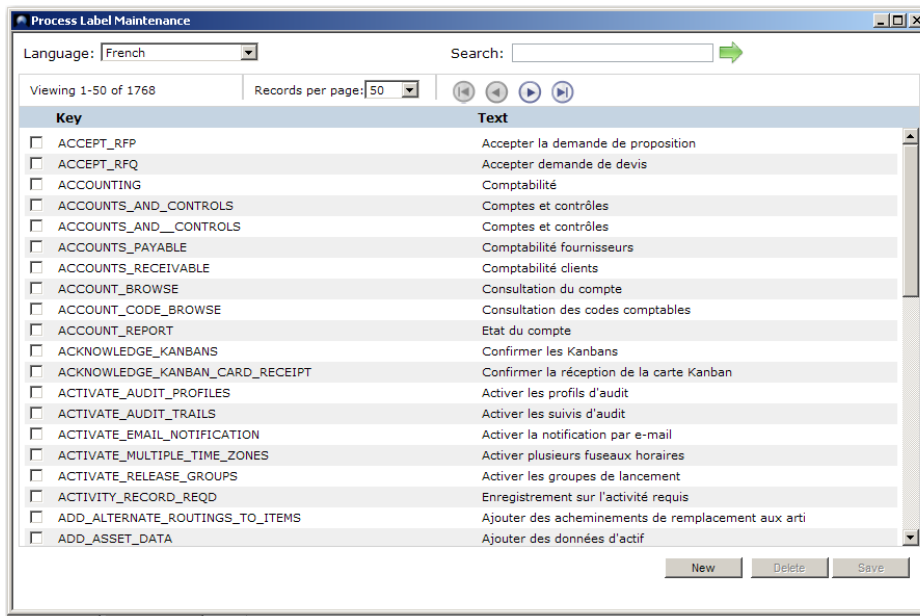 Process Label Maintenance
Language: French Search:
Viewing 1-50 of 1768 Records per page: 50
Key Text
ACCEPT_RFP Accepter la demande de proposition
ACCEPT_RFQ Accepter demande de devis
ACCOUNTING Comptabilité
ACCOUNTS_AND_CONTROLS Comptes et contrôles
ACCOUNTS_AND__CONTROLS Comptes et contrôles
ACCOUNTS_PAYABLE Comptabilité fournisseurs
ACCOUNTS_RECEIVABLE Comptabilité clients
ACCOUNT_BROWSE Consultation du compte
ACCOUNT_CODE_BROWSE Consultation des codes comptables
ACCOUNT_REPORT Etat du compte
ACKNOWLEDGE_KANBANS Confirmer les Kanbans
ACKNOWLEDGE_KANBAN_CARD_RECEIPT Confirmer la réception de la carte Kanban
ACTIVATE_AUDIT_PROFILES Activer les profils d'audit
ACTIVATE_AUDIT_TRAILS Activer les suivis d'audit
ACTIVATE_EMAIL_NOTIFICATION Activer la notification par e-mail
ACTIVATE_MULTIPLE_TIME_ZONES Activer plusieurs fuseaux horaires
ACTIVATE_RELEASE_GROUPS Activer les groupes de lancement
ACTIVITY_RECORD_REQD Enregistrement sur l'activité requis
ADD_ALTERNATE_ROUTINGS_TO_ITEMS Ajouter des acheminements de remplacement aux arti
ADD_ASSET_DATA Ajouter des données d'actif
New Delete Save